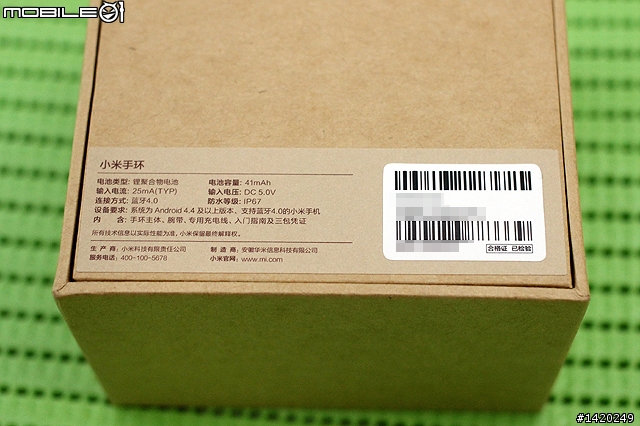 MOBILE01
小米手环
电池类型: 锂聚合物电池 电池容量: 41mAh
输入电流: 25mA(TYP) 输入电压: DC 5.0V
连接方式: 蓝牙4.0 防水等级: IP67
设备要求: 系统为 Android 4.4 及以上版本、支持蓝牙4.0的小米手机
内 含: 手环主体、腕带、专用充电线、入门指南及三包凭证
所有技术信息以实际性能为准, 小米保留最终解释权。
生 产 商: 小米科技有限责任公司 制 造 商: 安徽华米信息科技有限公司
服务电话: 400-100-5678 小米官网: www.mi.com
合格证 已检验
#1420249